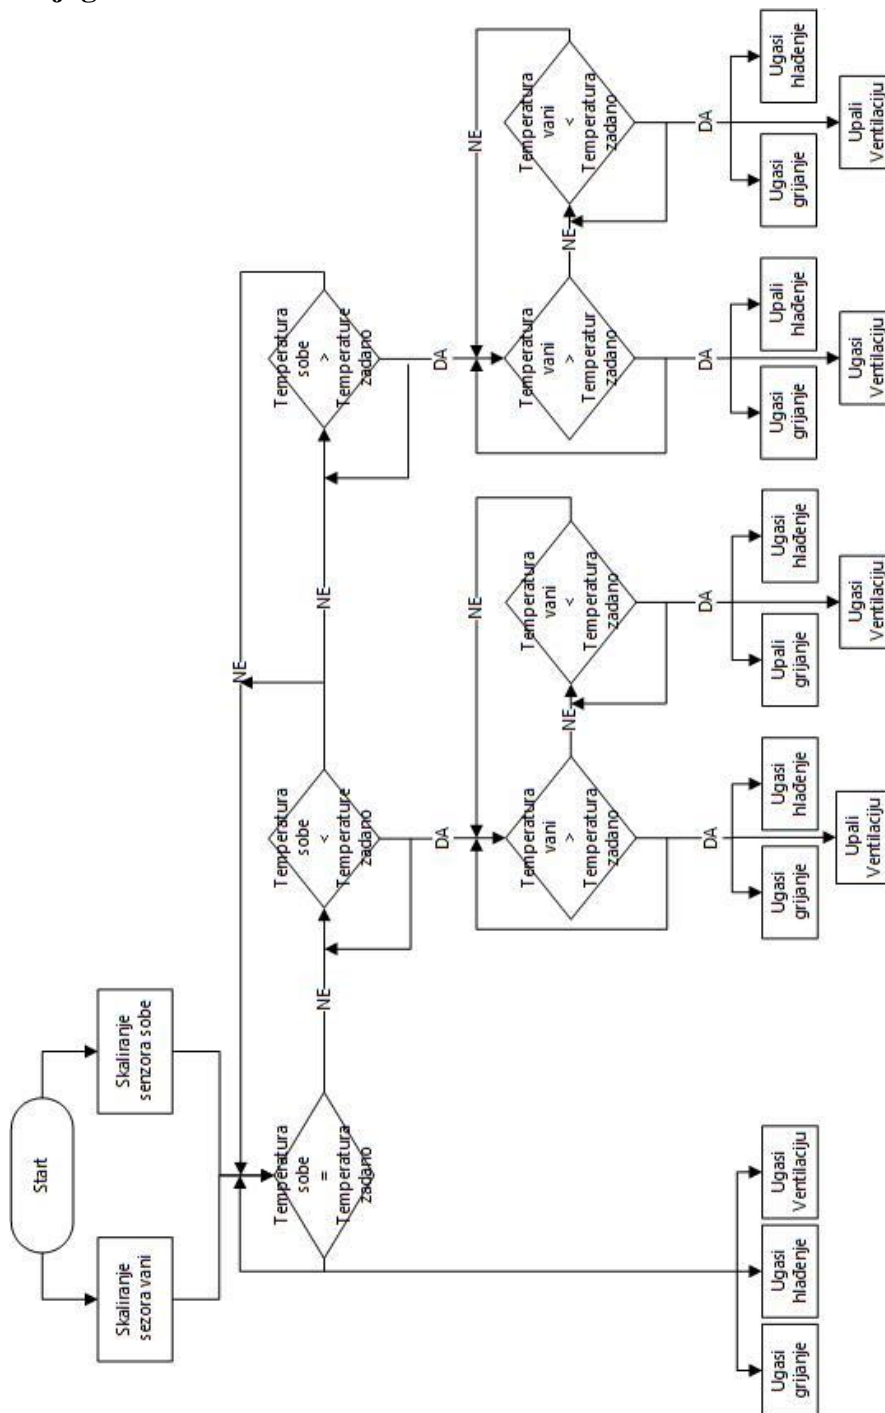 Start
Skaliranje
sezora vani
Skaliranje
senzora sobe
NE
Temperatura
sobe
=
Temperatura
zadano
NE
Temperatura
sobe
<
Temperature
zadano
NE
Temperatura
sobe
>
Temperature
zadano
DA
DA
NE
NE
Temperatura
vani
>
Temperatura
zadano
NE
Temperatura
vani
<
Temperatura
zadano
Temperatura
vani
>
Temperatur
zadano
NE
Temperatura
vani
<
Temperatura
zadano
DA
DA
DA
DA
Ugasi
grijanje
Ugasi
hlađenje
Ugasi
Ventilaciju
Ugasi
grijanje
Ugasi
hlađenje
Upali
Ventilaciju
Upali
grijanje
Ugasi
hlađenje
Ugasi
Ventilaciju
Ugasi
grijanje
Upali
hlađenje
Ugasi
Ventilaciju
Ugasi
grijanje
Ugasi
hlađenje
Upali
Ventilaciju